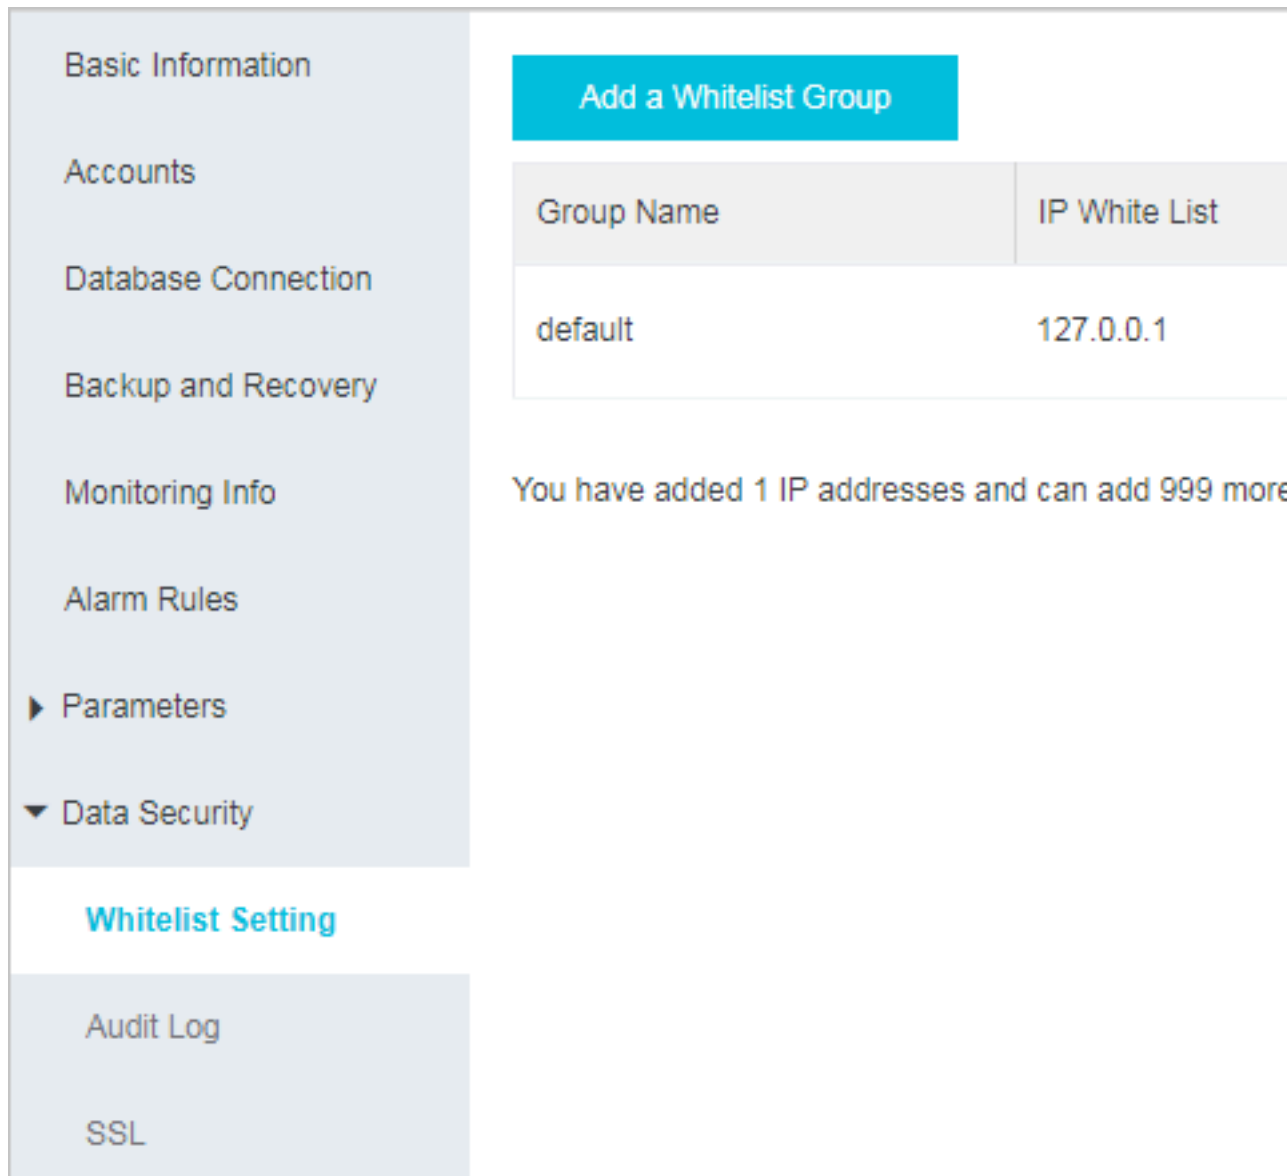 Basic Information
Accounts
Database Connection
Backup and Recovery
Monitoring Info
Alarm Rules
Parameters
Data Security
Whitelist Setting
Audit Log
SSL
Add a Whitelist Group
Group Name IP White List
default 127.0.0.1
You have added 1 IP addresses and can add 999 more